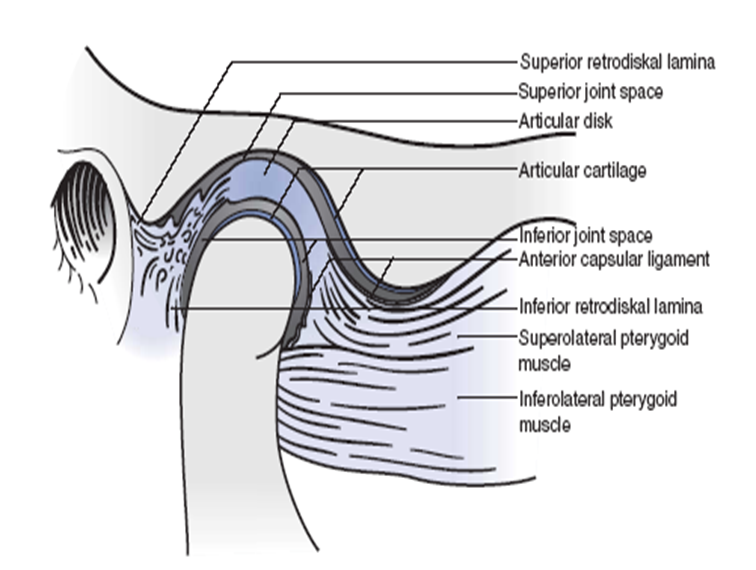 Superior retrodiskal lamina
Superior joint space
Articular disk
Articular cartilage
Inferior joint space
Anterior capsular ligament
Inferior retrodiskal lamina
Superolateral pterygoid
muscle
Inferolateral pterygoid
muscle